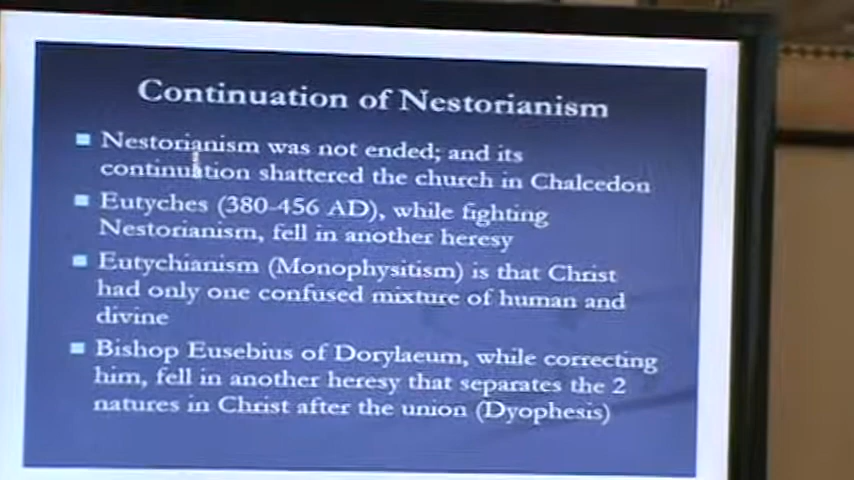 Continuation of Nestorianism
■ Nestorianism was not ended; and its
continuation shattered the church in Chalcedon
■ Eutyches (380-456 AD), while fighting
Nestorianism, fell in another heresy
■ Eutychianism (Monophysitism) is that Christ
had only one confused mixture of human and
divine
■ Bishop Eusebius of Dorylaeum, while correcting
him, fell in another heresy that separates the 2
natures in Christ after the union (Dyophesis)